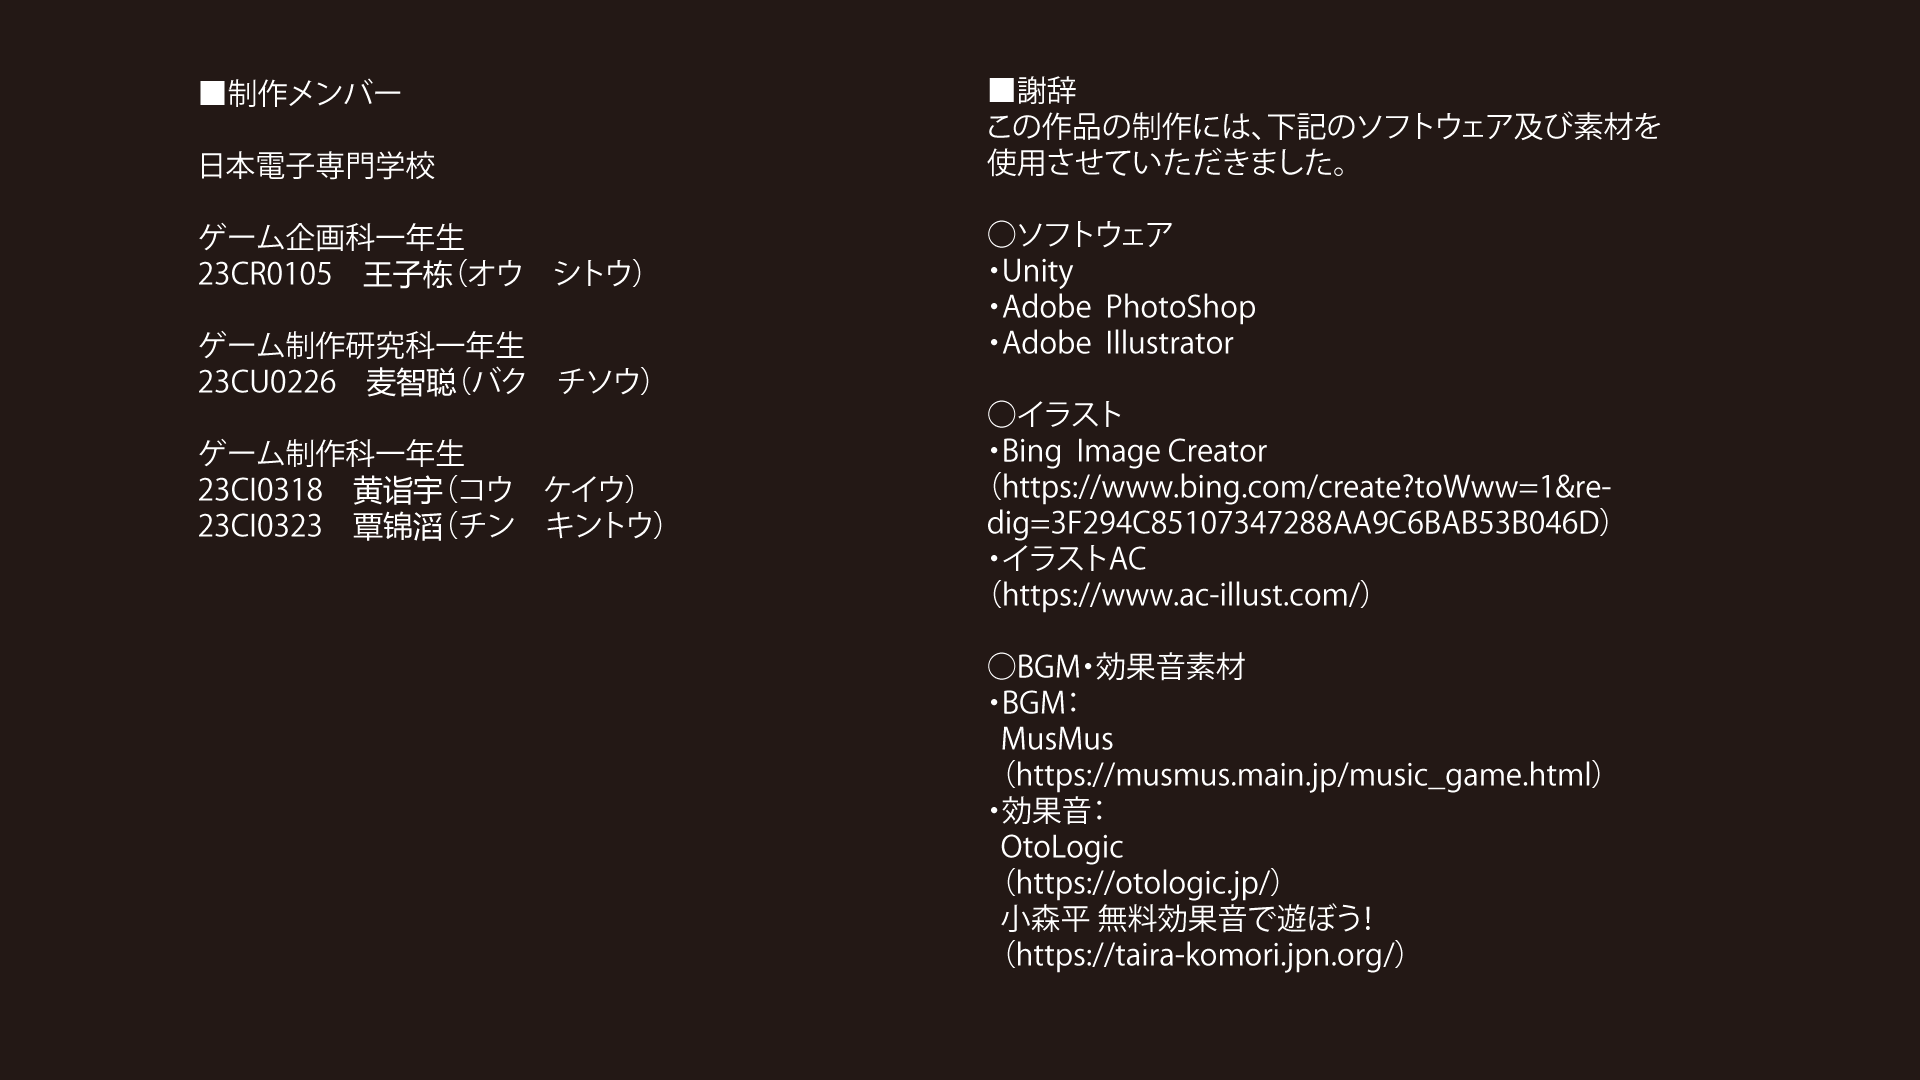 ■制作メンバー
日本電子専門学校
ゲーム企画科一年生
23CR0105　王子栋（オウ　シトウ）
ゲーム制作研究科一年生
23CU0226　麦智聪（バク　チソウ）
ゲーム制作科一年生
23CI0318　黄诣宇（コウ　ケイウ）
23CI0323　覃锦滔（チン　キントウ）
■謝辞
この作品の制作には、下記のソフトウェア及び素材を
使用させていただきました。
○ソフトウェア
・Unity
・Adobe PhotoShop
・Adobe Illustrator
○イラスト
・Bing Image Creator
（https://www.bing.com/create?toWww=1&re-
dig=3F294C85107347288AA9C6BAB53B046D）
・イラストAC
（https://www.ac-illust.com/）
○BGM・効果音素材
・BGM：
MusMus
（https://musmus.main.jp/music_game.html）
・効果音：
OtoLogic
（https://otologic.jp/）
小森平 無料効果音で遊ぼう！
（https://taira-komori.jpn.org/）